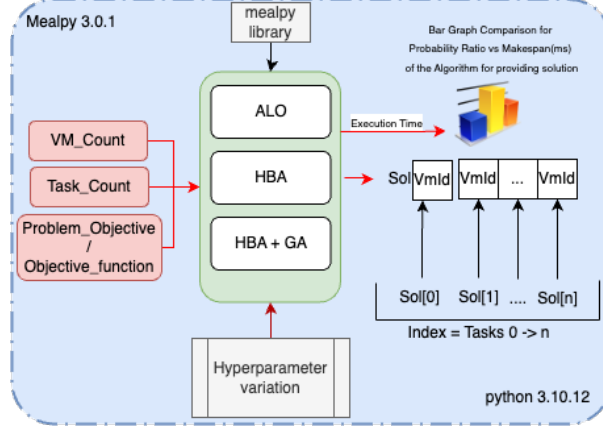 Mealpy 3.0.1
mealpy
library
Bar Graph Comparison for
Probability Ratio vs Makespan(ms)
of the Algorithm for providing solution
ALO
Execution Time
VM_Count
Task_Count
Problem_Objective
/
Objective_function
HBA
HBA + GA
Sol VmId VmId ... VmId
Sol[0] Sol[1] .... Sol[n]
Index = Tasks 0 -> n
Hyperparameter
variation
python 3.10.12